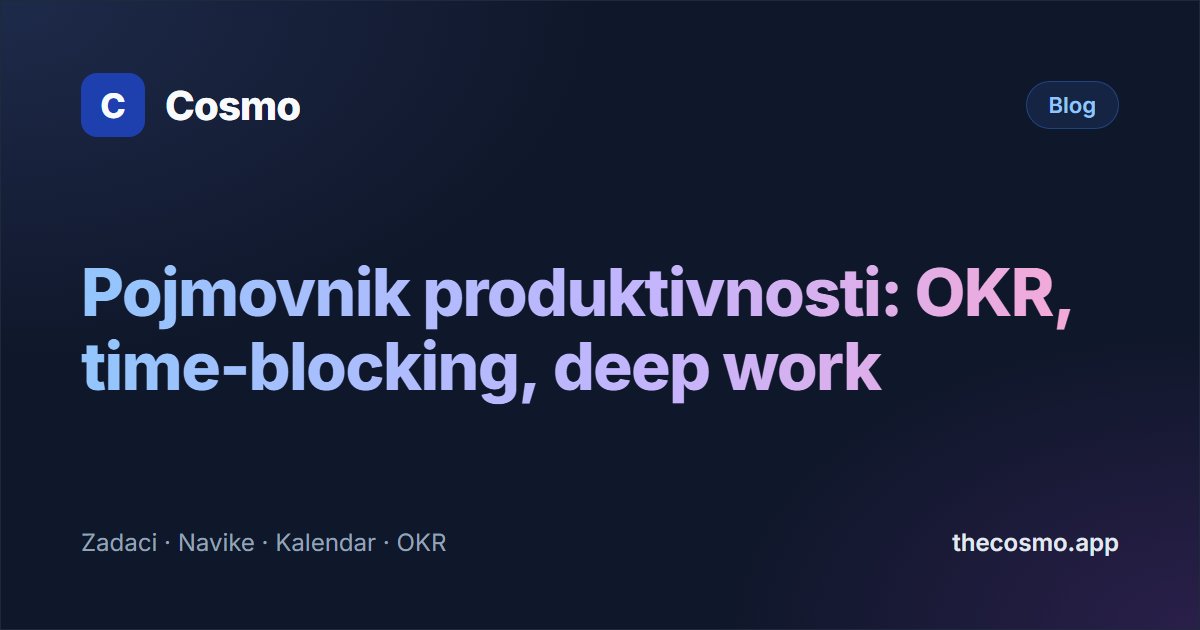 C Cosmo
Blog
Pojmovnik produktivnosti: OKR,
time-blocking, deep work
Zadaci · Navike · Kalendar · OKR
thecosmo.app